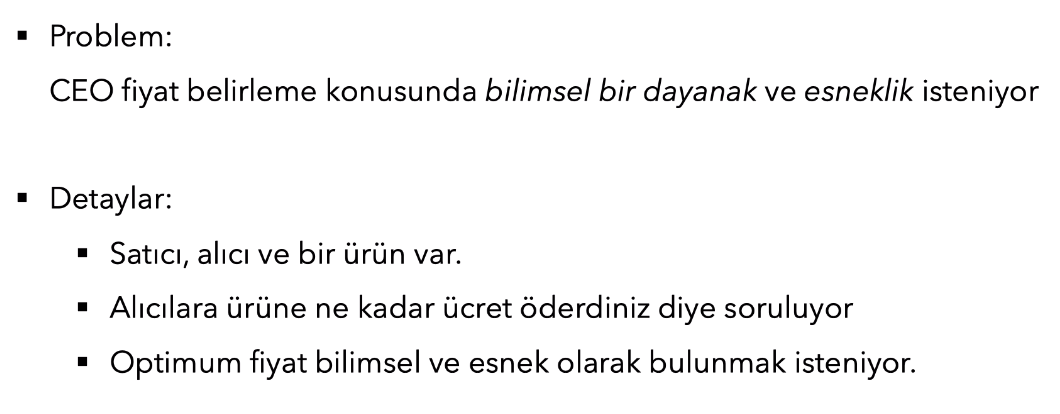 ▪ Problem:
CEO fiyat belirleme konusunda bilimsel bir dayanak ve esneklik isteniyor
▪ Detaylar:
▪ Satıcı, alıcı ve bir ürün var.
▪ Alıcılara ürüne ne kadar ücret öderdiniz diye soruluyor
▪ Optimum fiyat bilimsel ve esnek olarak bulunmak isteniyor.